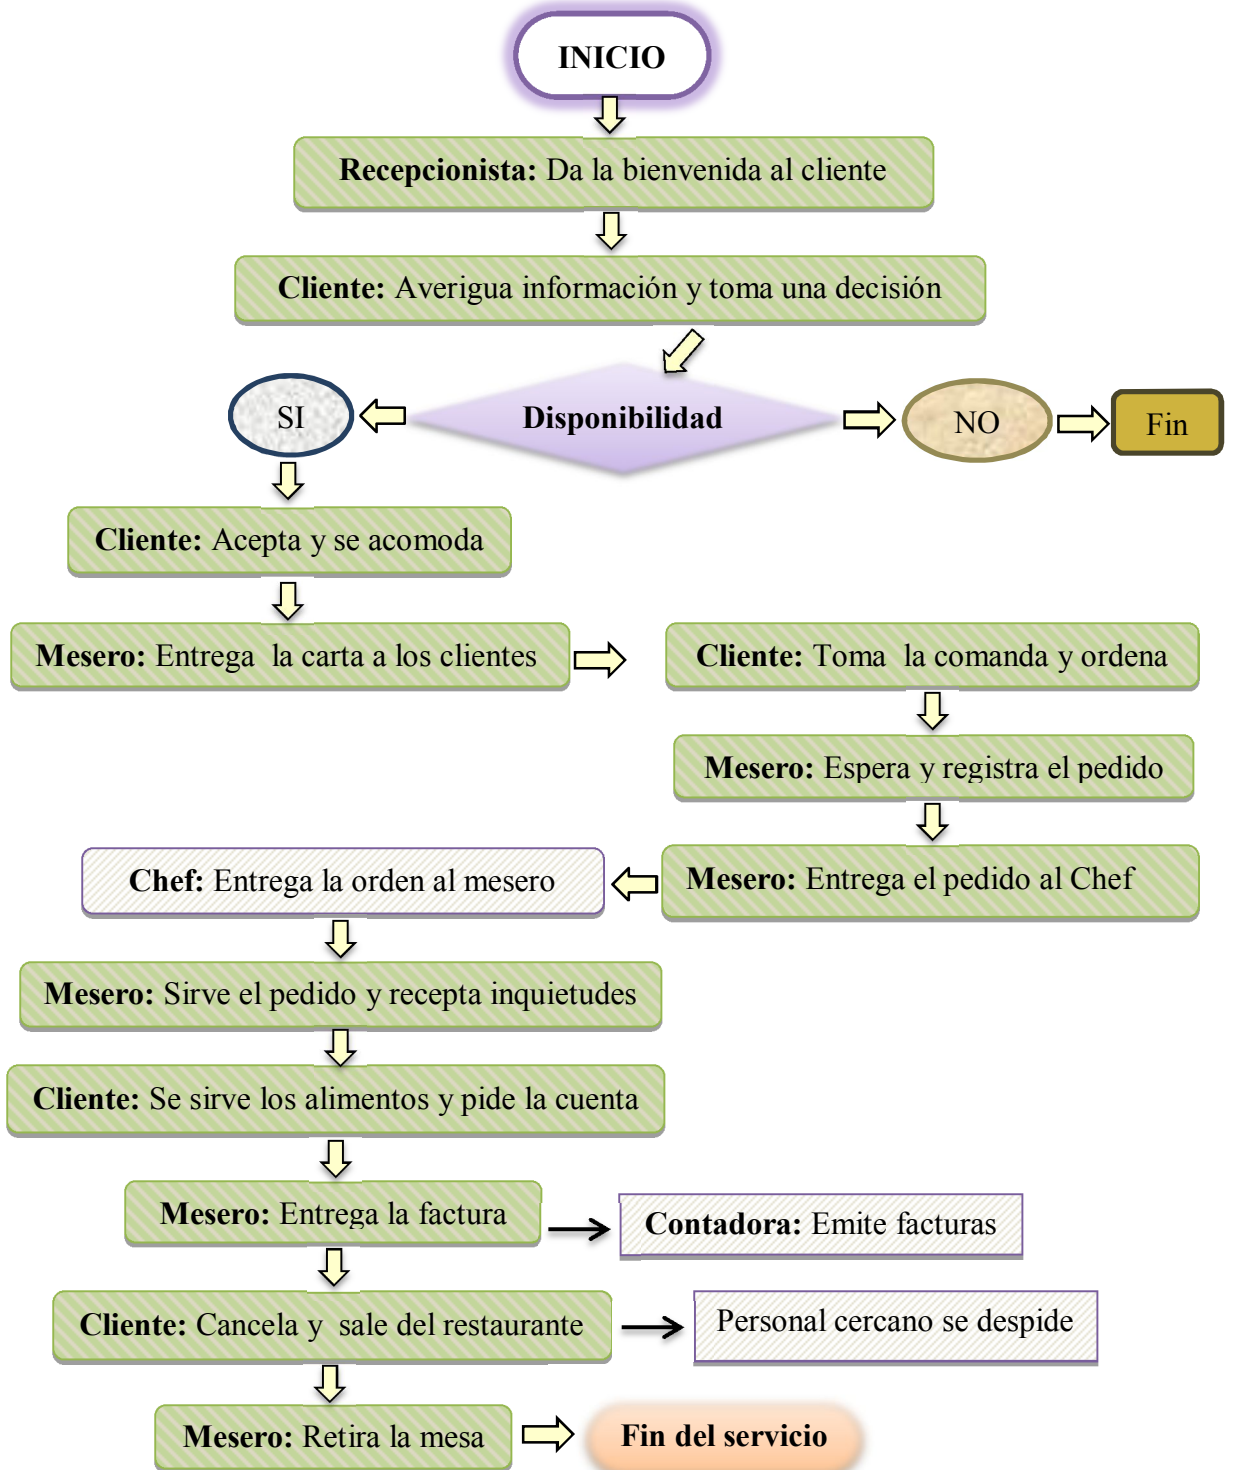 INICIO
Recepcionista: Da la bienvenida al cliente
Cliente: Averigua información y toma una decisión
Disponibilidad
SI
NO
Fin
Cliente: Acepta y se acomoda
Mesero: Entrega la carta a los clientes
Cliente: Toma la comanda y ordena
Mesero: Espera y registra el pedido
Mesero: Entrega el pedido al Chef
Chef: Entrega la orden al mesero
Mesero: Sirve el pedido y recepta inquietudes
Cliente: Se sirve los alimentos y pide la cuenta
Mesero: Entrega la factura
Contadora: Emite facturas
Cliente: Cancela y sale del restaurante
Personal cercano se despide
Mesero: Retira la mesa
Fin del servicio